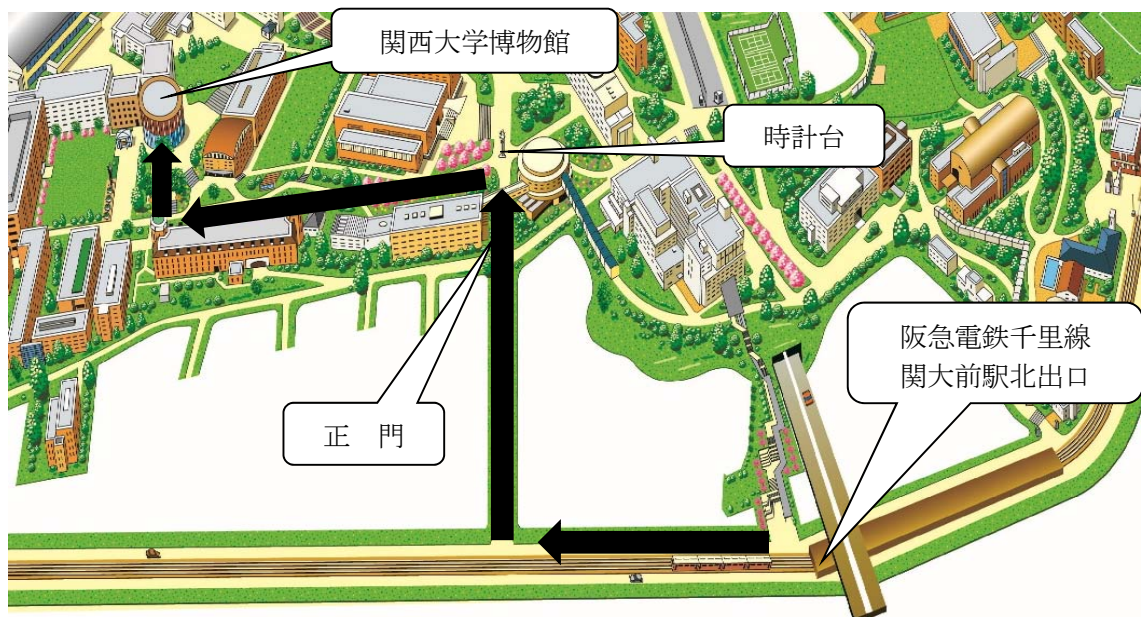 関西大学博物館
時計台
阪急電鉄千里線
関大前駅北出口
正　門